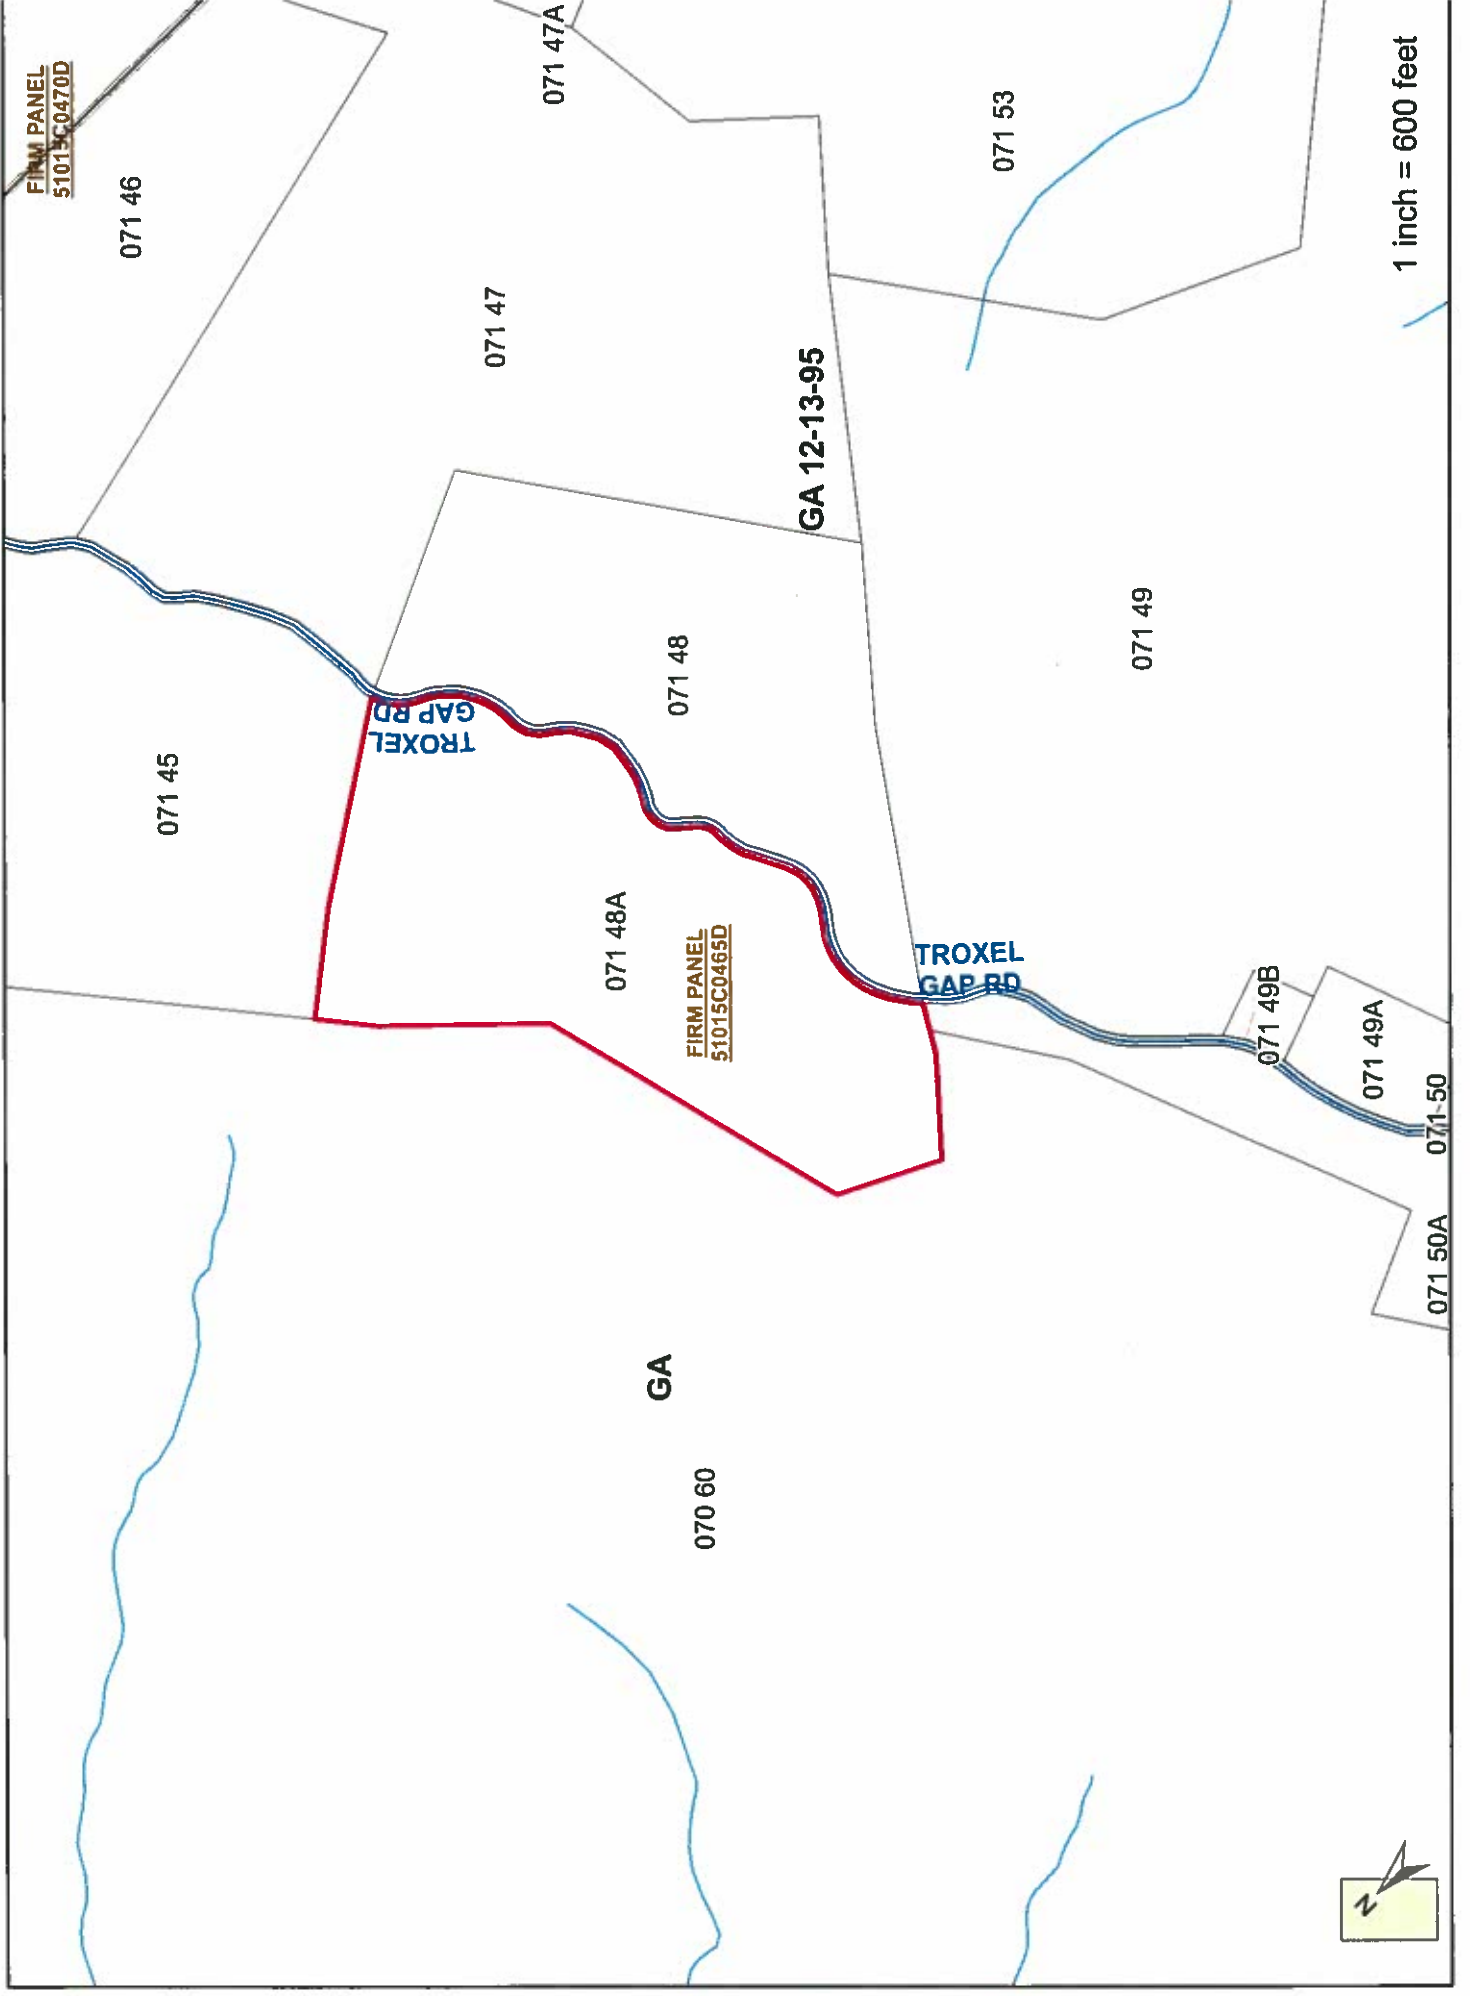 FIRM PANEL
51015C0470D
071 46
071 47A
071 53
1 inch = 600 feet
071 47
GA 12-13-95
071 45
TROXEL
GAP RD
071 48
071 49
071 48A
FIRM PANEL
51015C0465D
TROXEL
GAP RD
071 49B
071 49A
071 50
071 50A
GA
070 60
N